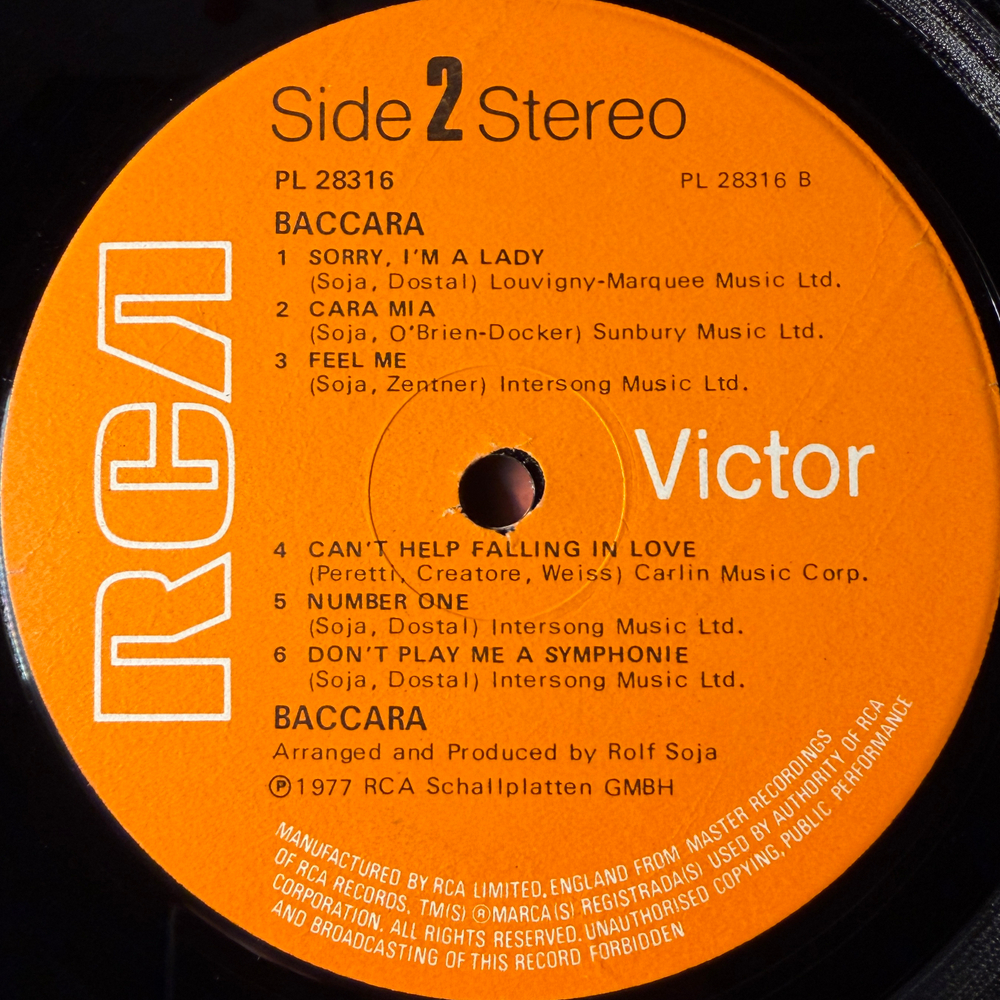 Side 2 Stereo
PL 28316 PL 28316 B
BACCARA
1 SORRY, I'M A LADY
(Soja, Dostal) Louvigny-Marquee Music Ltd.
2 CARA MIA
(Soja, O'Brien-Docker) Sunbury Music Ltd.
3 FEEL ME
(Soja, Zentner) Intersong Music Ltd.
RCA
Victor
4 CAN'T HELP FALLING IN LOVE
(Peretti, Creatore, Weiss) Carlin Music Corp.
5 NUMBER ONE
(Soja, Dostal) Intersong Music Ltd.
6 DON'T PLAY ME A SYMPHONIE
(Soja, Dostal) Intersong Music Ltd.
BACCARA
Arranged and Produced by Rolf Soja
℗1977 RCA Schallplatten GMBH
MANUFACTURED BY RCA LIMITED, ENGLAND FROM MASTER RECORDINGS
OF RCA RECORDS, TM(S) ® MARCA(S) REGISTRADA(S) USED BY AUTHORITY OF RCA
CORPORATION. ALL RIGHTS RESERVED. UNAUTHORISED COPYING, PUBLIC PERFORMANCE
AND BROADCASTING OF THIS RECORD FORBIDDEN